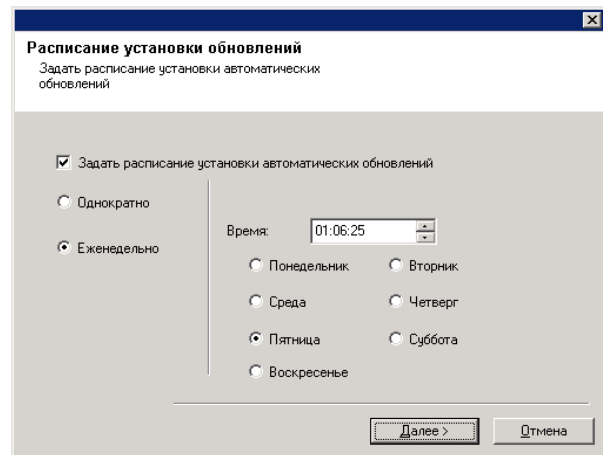 Расписание установки обновлений
Задать расписание установки автоматических
обновлений
Задать расписание установки автоматических обновлений
Однократно
Еженедельно
Время: 01:06:25
Понедельник Вторник
Среда Четверг
Пятница Суббота
Воскресенье
Далее > Отмена